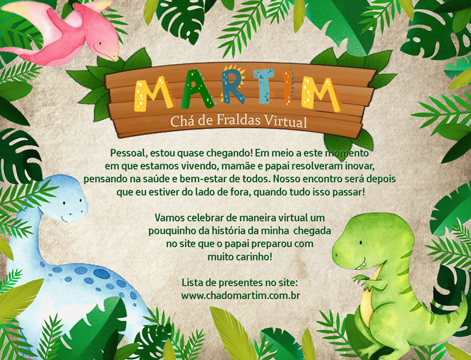 MARTIM
Chá de Fraldas Virtual
Pessoal, estou quase chegando! Em meio a este momento
em que estamos vivendo, mamãe e papai resolveram inovar,
pensando na saúde e bem-estar de todos. Nosso encontro será depois
que eu estiver do lado de fora, quando tudo isso passar!
Vamos celebrar de maneira virtual um
pouquinho da história da minha chegada
no site que o papai preparou com
muito carinho!
Lista de presentes no site:
www.chadomartim.com.br